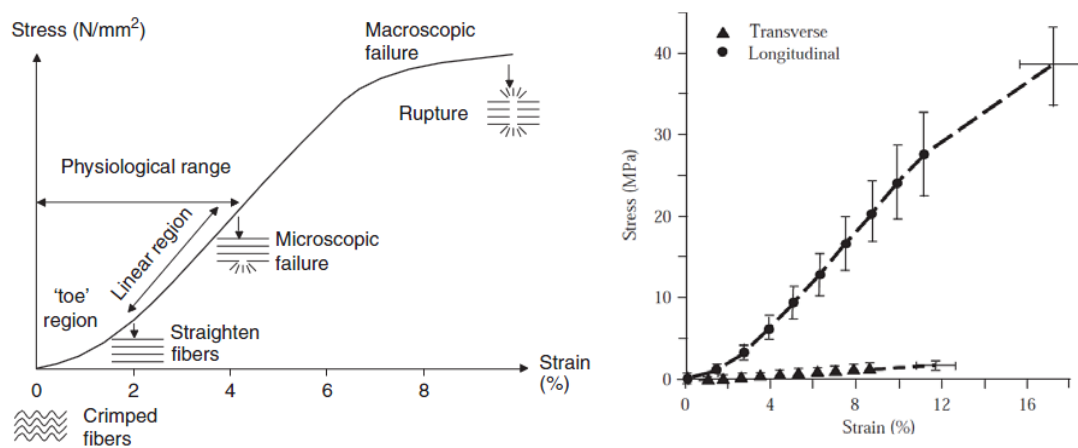 Stress (N/mm²)
Macroscopic
failure
Rupture
Physiological range
Linear region
Microscopic
failure
‘toe’
region
Straighten
fibers
Strain
(%)
0 2 4 6 8
Crimped
fibers
Transverse
Longitudinal
Stress (MPa)
50
40
30
20
10
0
0 4 8 12 16
Strain (%)